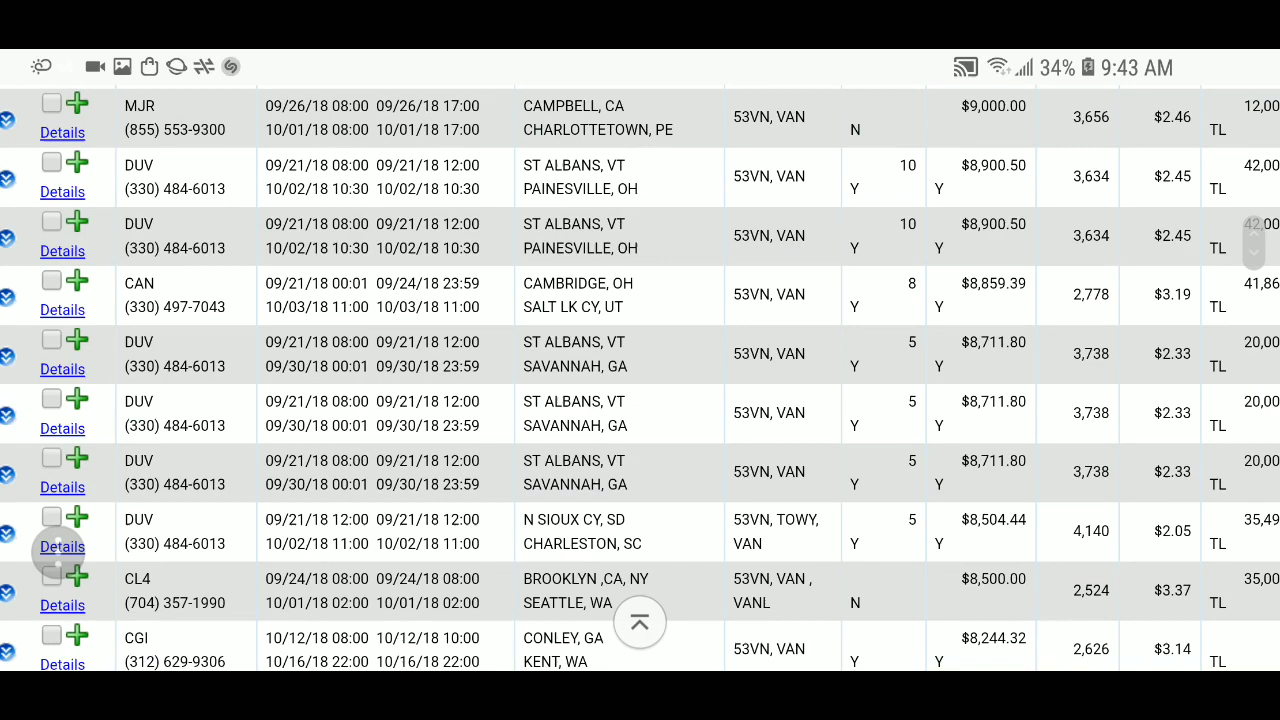 34% 9:43 AM
MJR 09/26/18 08:00 09/26/18 17:00 CAMPBELL, CA $9,000.00 12,00
Details (855) 553-9300 10/01/18 08:00 10/01/18 17:00 CHARLOTTETOWN, PE 53VN, VAN N 3,656 $2.46 TL
DUV 09/21/18 08:00 09/21/18 12:00 ST ALBANS, VT 10 $8,900.50 42,00
Details (330) 484-6013 10/02/18 10:30 10/02/18 10:30 PAINESVILLE, OH 53VN, VAN Y Y 3,634 $2.45 TL
DUV 09/21/18 08:00 09/21/18 12:00 ST ALBANS, VT 10 $8,900.50 42,00
Details (330) 484-6013 10/02/18 10:30 10/02/18 10:30 PAINESVILLE, OH 53VN, VAN Y Y 3,634 $2.45 TL
CAN 09/21/18 00:01 09/24/18 23:59 CAMBRIDGE, OH 8 $8,859.39 41,86
Details (330) 497-7043 10/03/18 11:00 10/03/18 11:00 SALT LK CY, UT 53VN, VAN Y Y 2,778 $3.19 TL
DUV 09/21/18 08:00 09/21/18 12:00 ST ALBANS, VT 5 $8,711.80 20,00
Details (330) 484-6013 09/30/18 00:01 09/30/18 23:59 SAVANNAH, GA 53VN, VAN Y Y 3,738 $2.33 TL
DUV 09/21/18 08:00 09/21/18 12:00 ST ALBANS, VT 5 $8,711.80 20,00
Details (330) 484-6013 09/30/18 00:01 09/30/18 23:59 SAVANNAH, GA 53VN, VAN Y Y 3,738 $2.33 TL
DUV 09/21/18 08:00 09/21/18 12:00 ST ALBANS, VT 5 $8,711.80 20,00
Details (330) 484-6013 09/30/18 00:01 09/30/18 23:59 SAVANNAH, GA 53VN, VAN Y Y 3,738 $2.33 TL
DUV 09/21/18 12:00 09/21/18 12:00 N SIOUX CY, SD 53VN, TOWY, 5 $8,504.44 35,49
Details (330) 484-6013 10/02/18 11:00 10/02/18 11:00 CHARLESTON, SC VAN Y Y 4,140 $2.05 TL
CL4 09/24/18 08:00 09/24/18 08:00 BROOKLYN ,CA, NY 53VN, VAN , $8,500.00 35,00
Details (704) 357-1990 10/01/18 02:00 10/01/18 02:00 SEATTLE, WA VANL N 2,524 $3.37 TL
CGI 10/12/18 08:00 10/12/18 10:00 CONLEY, GA $8,244.32
Details (312) 629-9306 10/16/18 22:00 10/16/18 22:00 KENT, WA 53VN, VAN Y Y 2,626 $3.14 TL